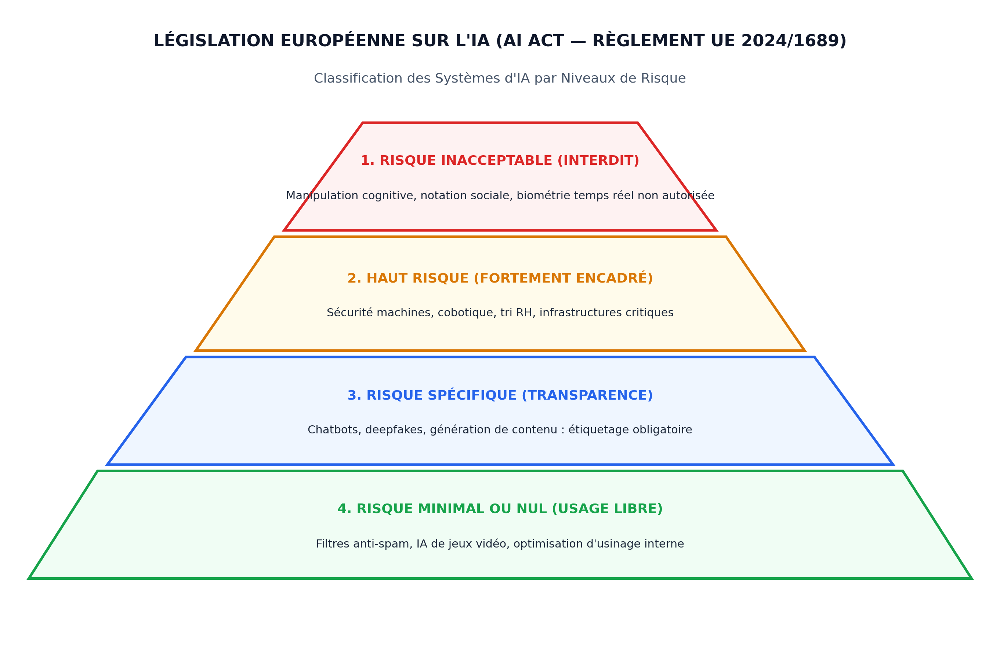 LÉGISLATION EUROPÉENNE SUR L'IA (AI ACT — RÈGLEMENT UE 2024/1689)
Classification des Systèmes d'IA par Niveaux de Risque
1. RISQUE INACCEPTABLE (INTERDIT)
Manipulation cognitive, notation sociale, biométrie temps réel non autorisée
2. HAUT RISQUE (FORTEMENT ENCADRÉ)
Sécurité machines, cobotique, tri RH, infrastructures critiques
3. RISQUE SPÉCIFIQUE (TRANSPARENCE)
Chatbots, deepfakes, génération de contenu : étiquetage obligatoire
4. RISQUE MINIMAL OU NUL (USAGE LIBRE)
Filtres anti-spam, IA de jeux vidéo, optimisation d'usinage interne